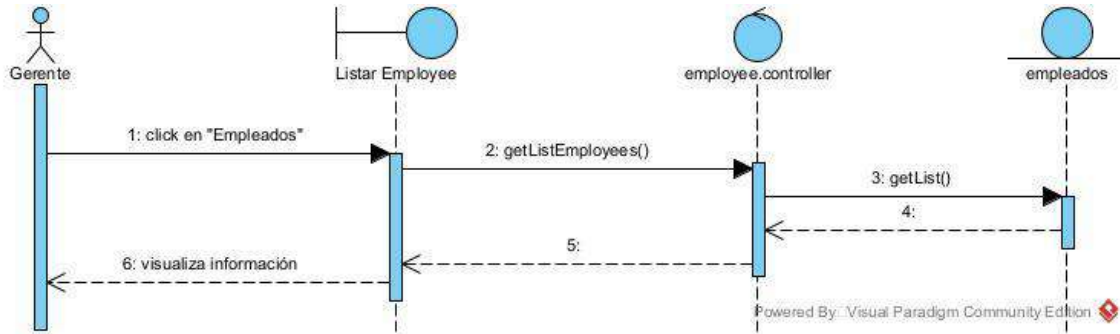 Gerente
Listar Employee
employee.controller
empleados
1: click en "Empleados"
2: getListEmployees()
3: getList()
4:
5:
6: visualiza información
Powered By Visual Paradigm Community Edition